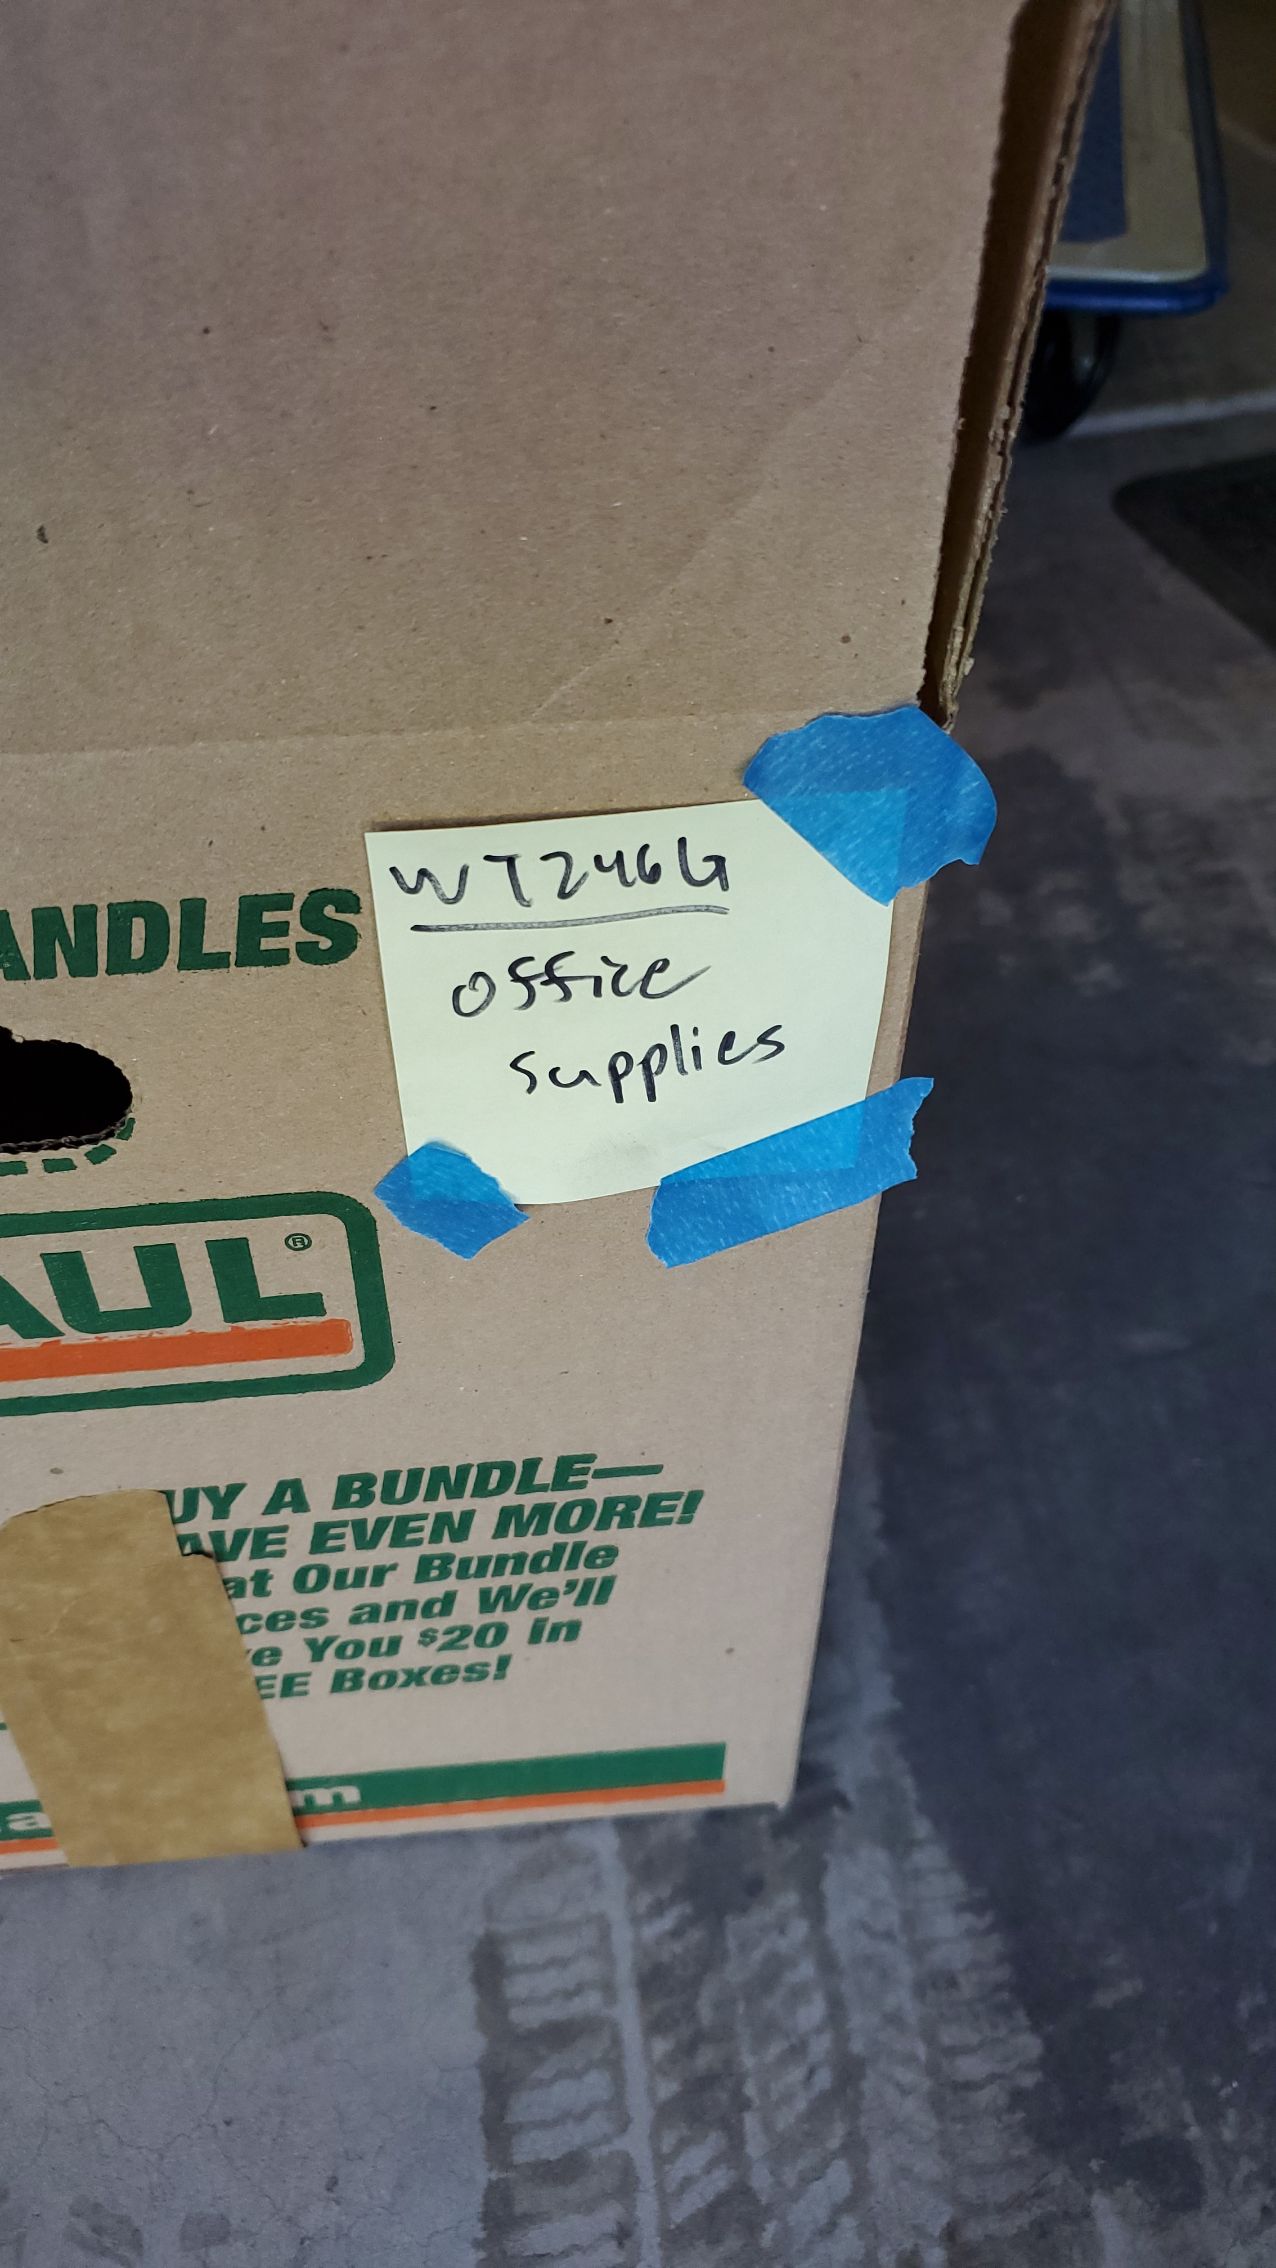 ANDLES
WT246G
office
supplies
AUL®
UY A BUNDLE—
AVE EVEN MORE!
at Our Bundle
ces and We'll
e You $20 in
EE Boxes!
a m